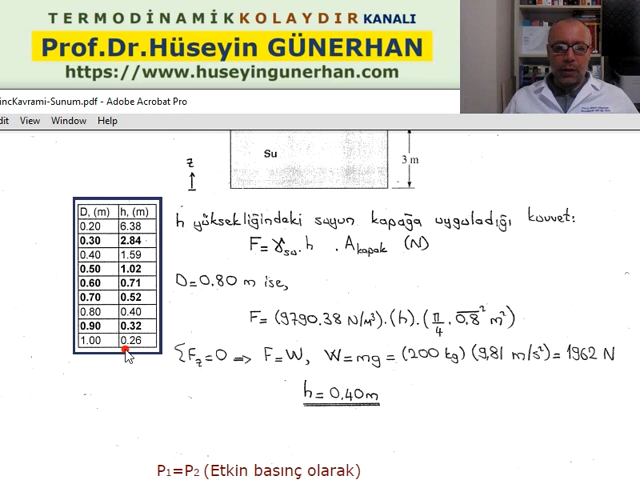 TERMODİNAMİKKOLAYDIR KANALI
Prof.Dr.Hüseyin GÜNERHAN
https://www.huseyingunerhan.com
incKavrami-Sunum.pdf - Adobe Acrobat Pro
dit View Window Help
Su
z
3 m
D, (m) h, (m)
0.20 6.38
0.30 2.84
0.40 1.59
0.50 1.02
0.60 0.71
0.70 0.52
0.80 0.40
0.90 0.32
1.00 0.26
h yüksekliğindeki suyun kapağa uyguladığı kuvvet:
F = γsu . h . Akapak (N)
D=0.80 m ise,
F = (9790.38 N/m³) . (h) . (π/4 . 0.8² m²)
ΣFz=0 ⇒ F=W, W=mg = (200 kg) (9,81 m/s²) = 1962 N
h = 0.40m
P1=P2 (Etkin basınç olarak)